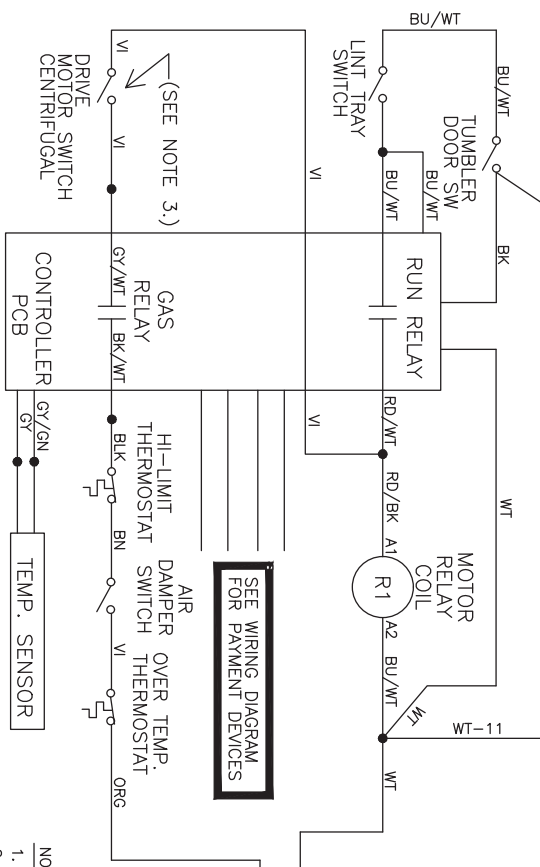 BU/WT
BU/WT
TUMBLER
DOOR SW
BK
LINT TRAY
SWITCH
BU/WT
BU/WT
RUN RELAY
WT
RD/WT
RD/BK
A1
MOTOR
RELAY
COIL
R1
A2
BU/WT
WT
WT-11
WT
VI
VI
VI
DRIVE
MOTOR SWITCH
CENTRIFUGAL
VI
(SEE NOTE 3.)
GY/WT
GAS
RELAY
BK/WT
CONTROLLER
PCB
GY/GN
GY
TEMP. SENSOR
BLK
HI-LIMIT
THERMOSTAT
BN
AIR
DAMPER
SWITCH
VI
OVER TEMP.
THERMOSTAT
ORG
SEE WIRING DIAGRAM
FOR PAYMENT DEVICES
1.